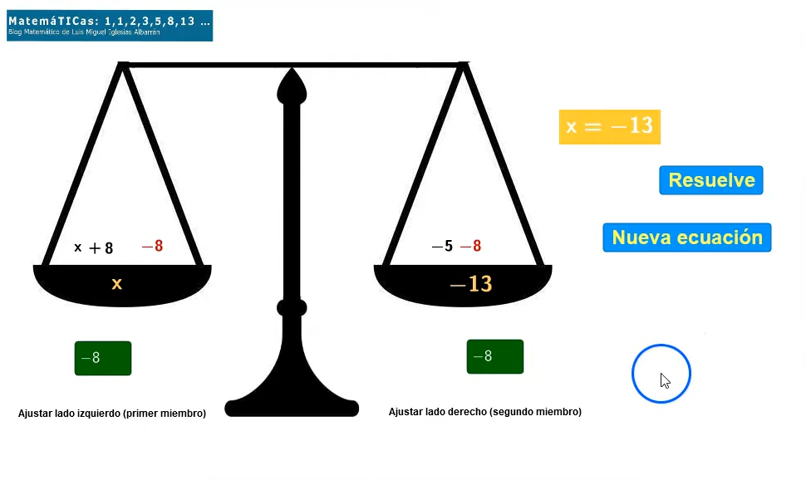 MatemáTICas: 1,1,2,3,5,8,13 ...
Blog Matemático de Luis Miguel Iglesias Albarrán
x = −13
Resuelve
Nueva ecuación
x + 8 −8
−5 −8
x
−13
−8
−8
Ajustar lado izquierdo (primer miembro)
Ajustar lado derecho (segundo miembro)